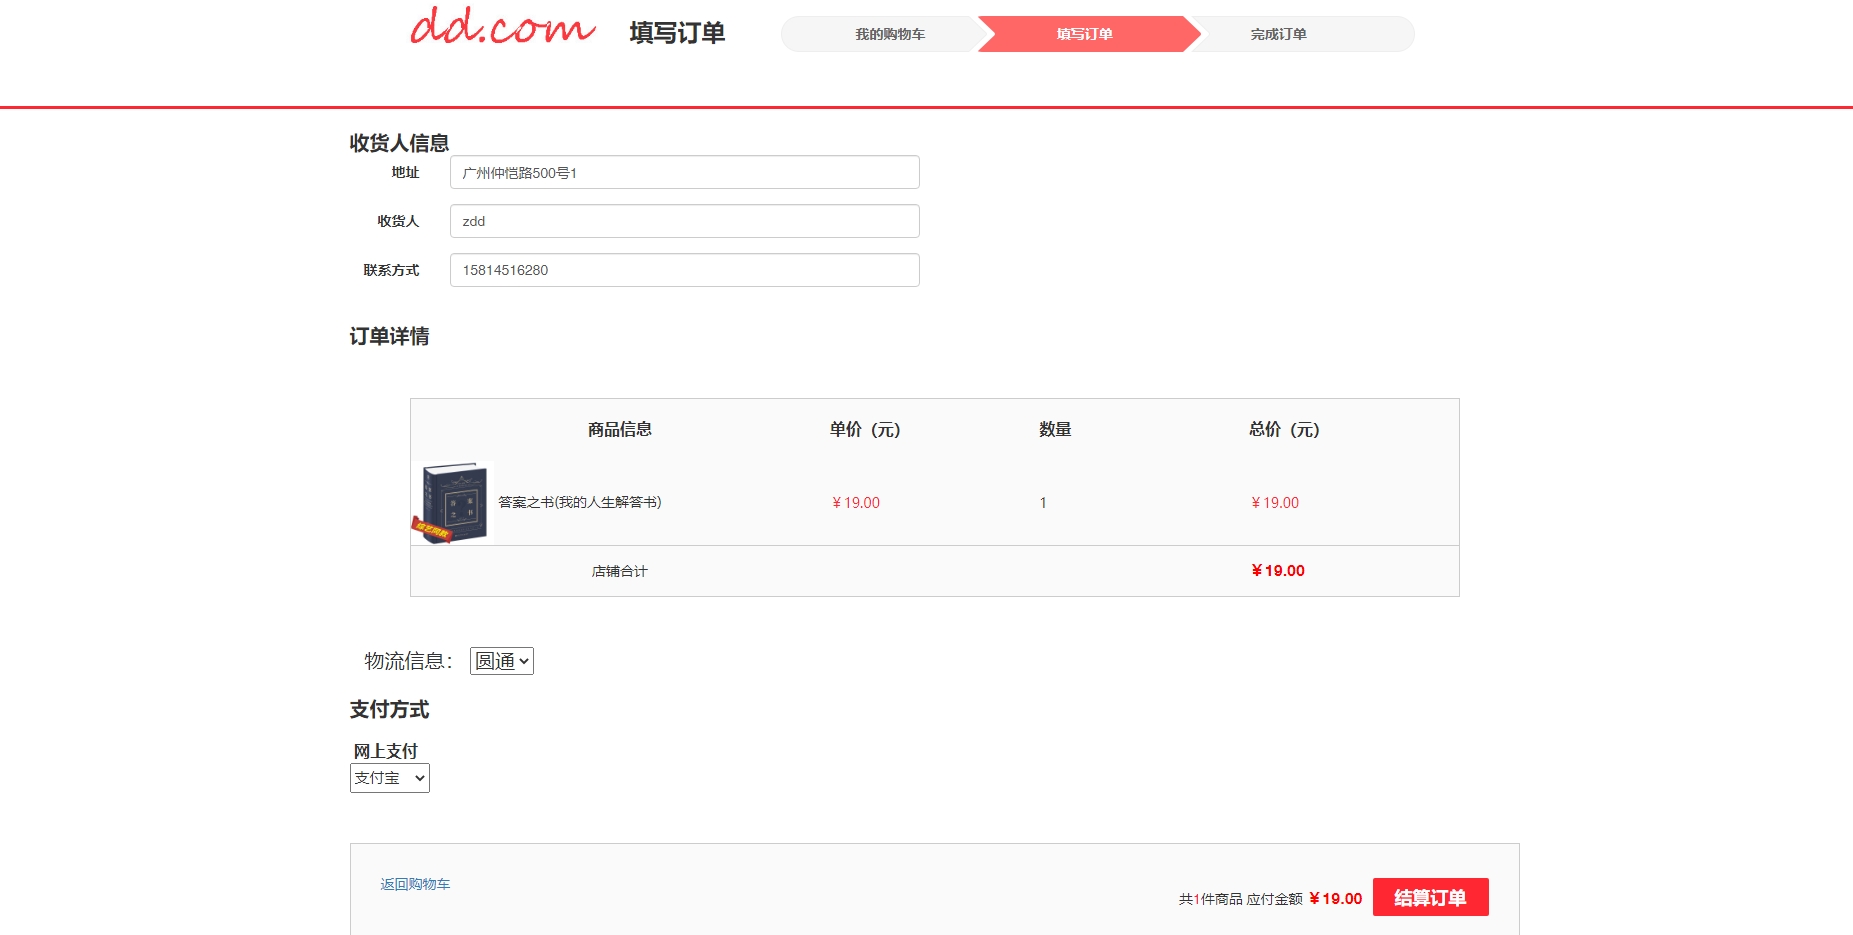 dd.com 填写订单 我的购物车 填写订单 完成订单
收货人信息
地址 广州仲恺路500号1
收货人 zdd
联系方式 15814516280
订单详情
商品信息 单价（元） 数量 总价（元）
答案之书(我的人生解答书) ￥19.00 1 ￥19.00
店铺合计 ￥19.00
物流信息： 圆通
支付方式
网上支付
支付宝
返回购物车
共1件商品 应付金额 ￥19.00 结算订单